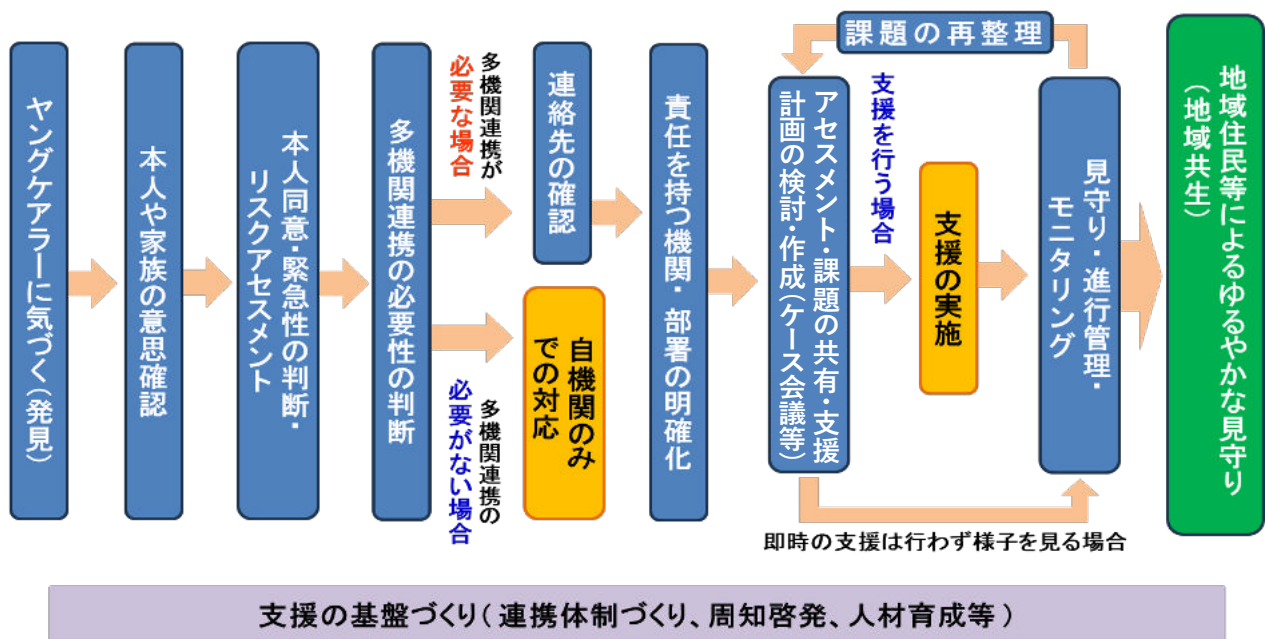 ヤングケアラーに気づく(発見)
本人や家族の意思確認
本人同意・緊急性の判断・
リスクアセスメント
多機関連携の必要性の判断
多機関連携が
必要な場合
連絡先の確認
多機関連携の
必要がない場合
自機関のみ
での対応
責任を持つ機関・部署の明確化
課題の再整理
アセスメント・課題の共有・支援
計画の検討・作成(ケース会議等)
支援を行う場合
支援の実施
見守り・進行管理・
モニタリング
即時の支援は行わず様子を見る場合
地域住民等によるゆるやかな見守り
(地域共生)
支援の基盤づくり(連携体制づくり、周知啓発、人材育成等)